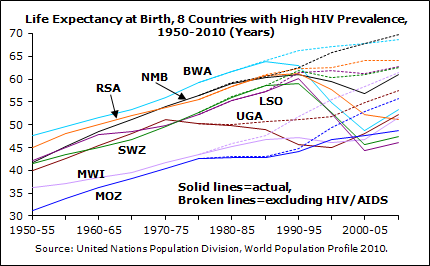 Life Expectancy at Birth, 8 Countries with High HIV Prevalence,
1950-2010 (Years)
70
65
60
55
50
45
40
35
30
BWA
NMB
RSA
LSO
UGA
SWZ
MWI
MOZ
Solid lines=actual,
Broken lines=excluding HIV/AIDS
1950-55 1960-65 1970-75 1980-85 1990-95 2000-05
Source: United Nations Population Division, World Population Profile 2010.